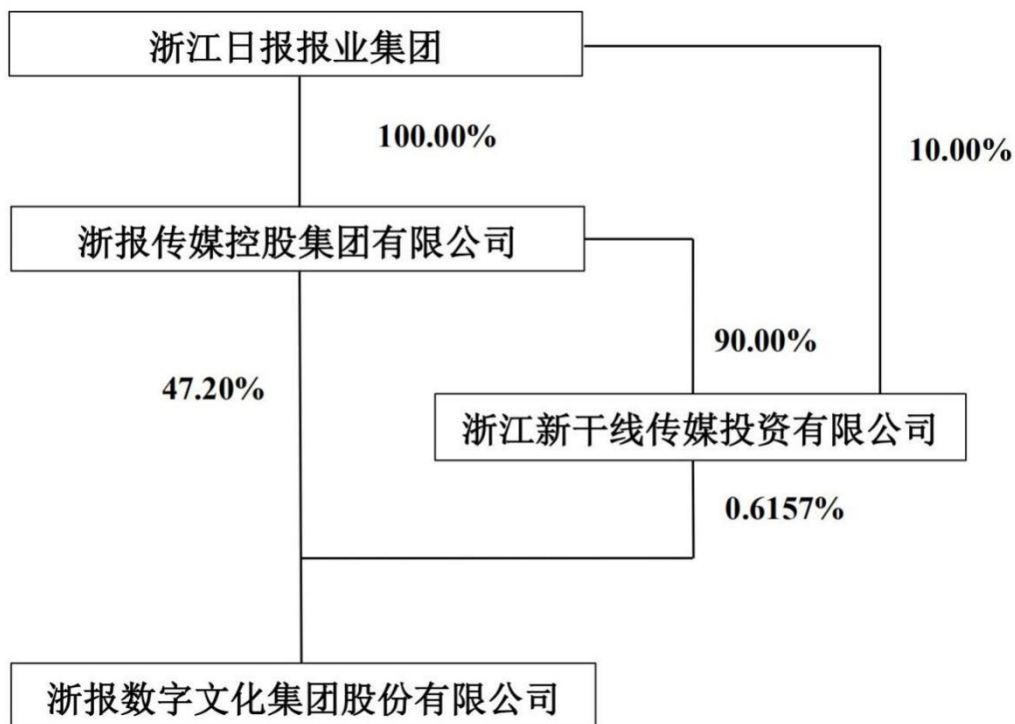 浙江日报报业集团
100.00%
10.00%
浙报传媒控股集团有限公司
90.00%
47.20%
浙江新干线传媒投资有限公司
0.6157%
浙报数字文化集团股份有限公司